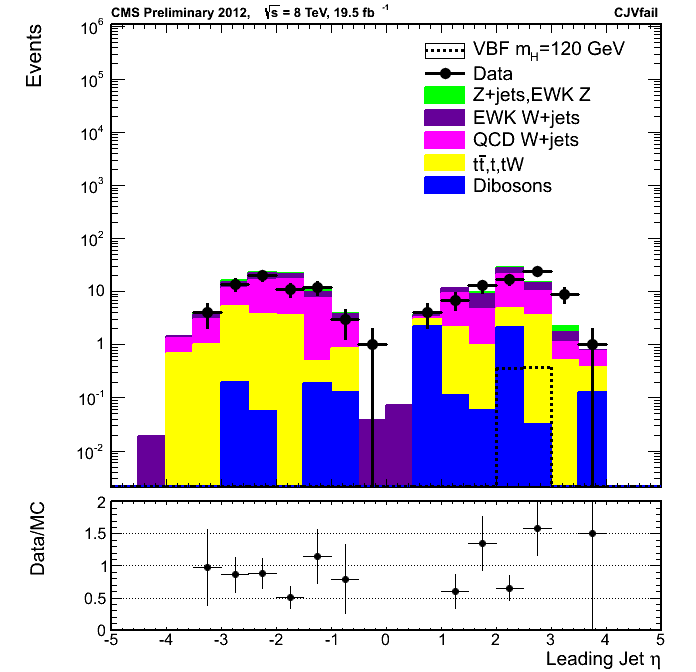 CMS Preliminary 2012, √s = 8 TeV, 19.5 fb⁻¹ CJVfail
Events
10⁶
10⁵
10⁴
10³
10²
10
1
10⁻¹
10⁻²
VBF m_H=120 GeV
Data
Z+jets,EWK Z
EWK W+jets
QCD W+jets
tt̄,t,tW
Dibosons
Data/MC
2
1.5
1
0.5
0
-5 -4 -3 -2 -1 0 1 2 3 4 5
Leading Jet η